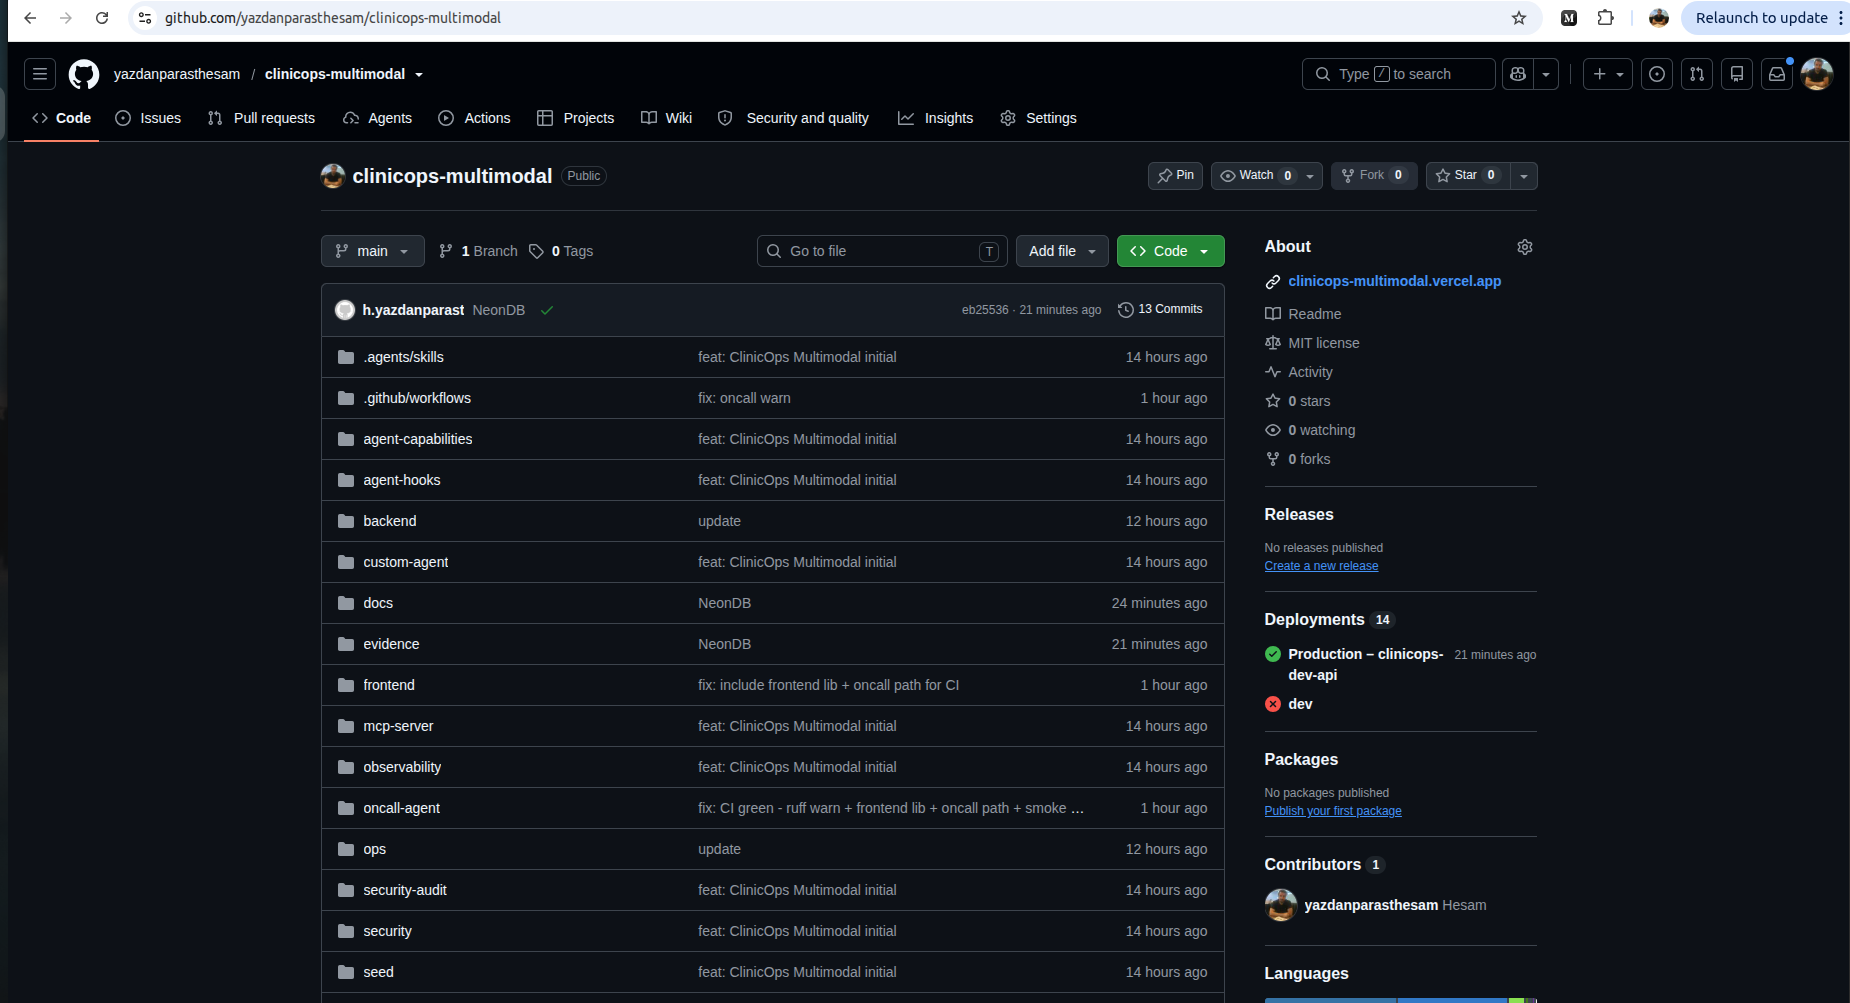 github.com/yazdanparasthesam/clinicops-multimodal
M
Relaunch to update
yazdanparasthesam / clinicops-multimodal
Type / to search
Code
Issues
Pull requests
Agents
Actions
Projects
Wiki
Security and quality
Insights
Settings
clinicops-multimodal Public
Pin
Watch 0
Fork 0
Star 0
main
1 Branch
0 Tags
Go to file
T
Add file
Code
h.yazdanparast NeonDB
eb25536 · 21 minutes ago
13 Commits
.agents/skills feat: ClinicOps Multimodal initial 14 hours ago
.github/workflows fix: oncall warn 1 hour ago
agent-capabilities feat: ClinicOps Multimodal initial 14 hours ago
agent-hooks feat: ClinicOps Multimodal initial 14 hours ago
backend update 12 hours ago
custom-agent feat: ClinicOps Multimodal initial 14 hours ago
docs NeonDB 24 minutes ago
evidence NeonDB 21 minutes ago
frontend fix: include frontend lib + oncall path for CI 1 hour ago
mcp-server feat: ClinicOps Multimodal initial 14 hours ago
observability feat: ClinicOps Multimodal initial 14 hours ago
oncall-agent fix: CI green - ruff warn + frontend lib + oncall path + smoke ... 1 hour ago
ops update 12 hours ago
security-audit feat: ClinicOps Multimodal initial 14 hours ago
security feat: ClinicOps Multimodal initial 14 hours ago
seed feat: ClinicOps Multimodal initial 14 hours ago
About
clinicops-multimodal.vercel.app
Readme
MIT license
Activity
0 stars
0 watching
0 forks
Releases
No releases published
Create a new release
Deployments 14
Production – clinicops- 21 minutes ago
dev-api
dev
Packages
No packages published
Publish your first package
Contributors 1
yazdanparasthesam Hesam
Languages